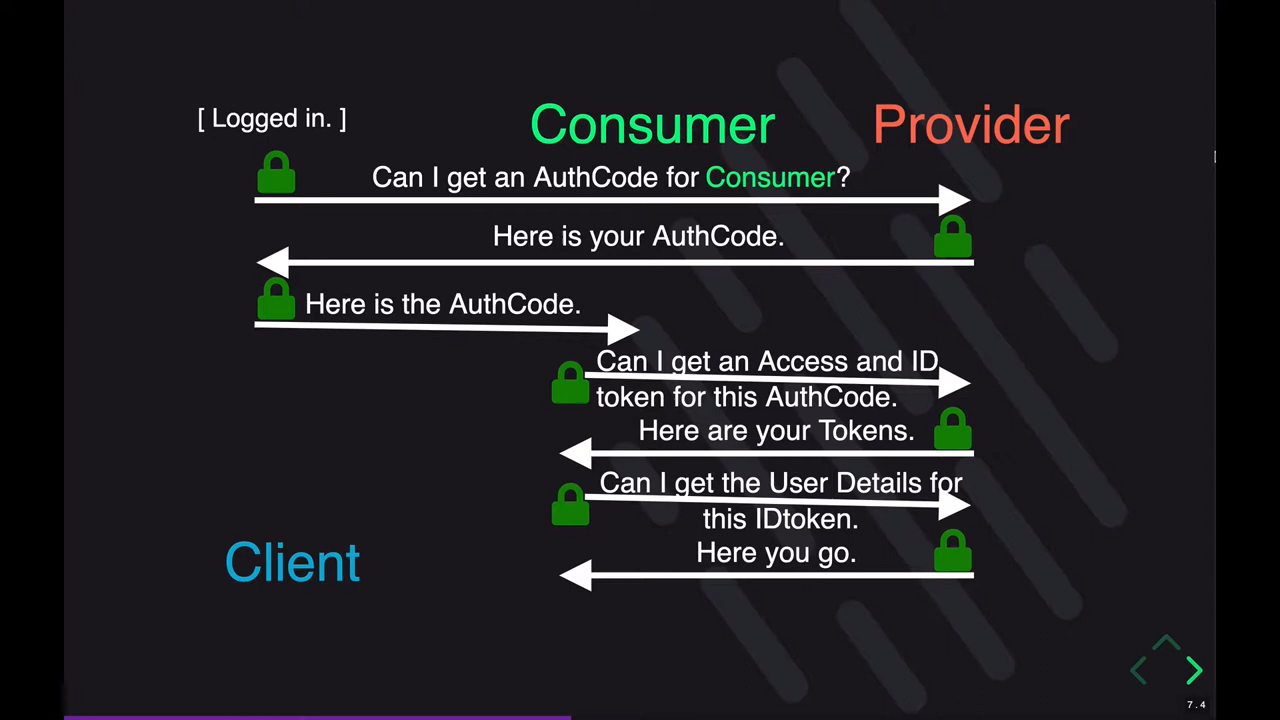 [ Logged in. ]
Consumer
Provider
Can I get an AuthCode for Consumer?
Here is your AuthCode.
Here is the AuthCode.
Can I get an Access and ID
token for this AuthCode.
Here are your Tokens.
Can I get the User Details for
this IDtoken.
Here you go.
Client
7.4